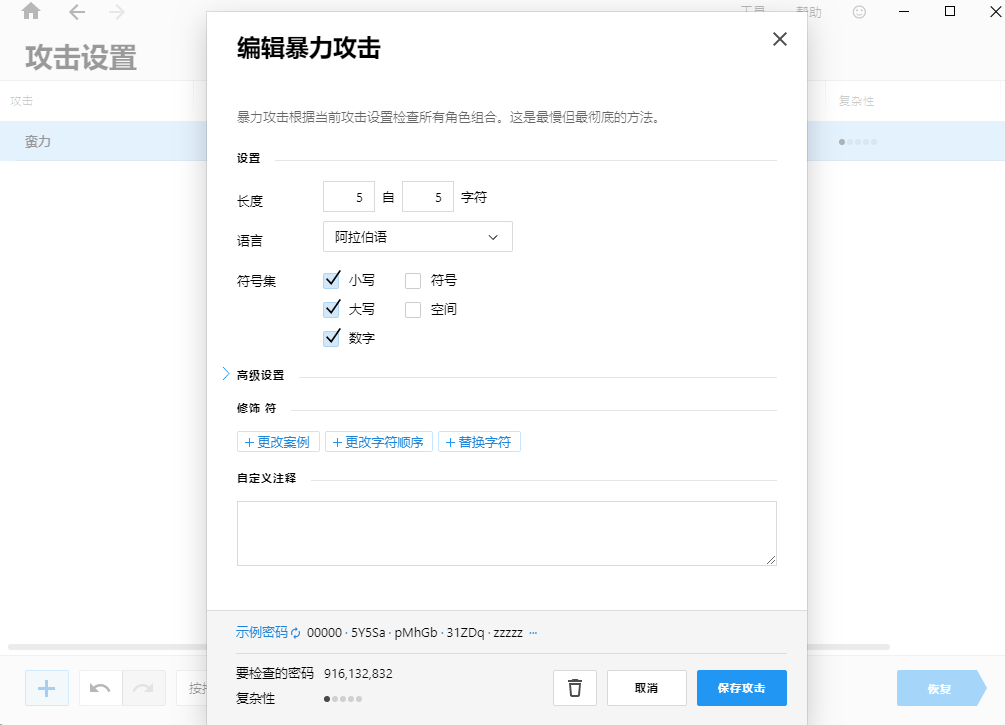 工具 帮助
攻击设置
攻击 复杂性
蛮力
编辑暴力攻击
暴力攻击根据当前攻击设置检查所有角色组合。这是最慢但最彻底的方法。
设置
长度 5 自 5 字符
语言 阿拉伯语
符号集 小写 符号
大写 空间
数字
高级设置
修饰 符
+更改案例 +更改字符顺序 +替换字符
自定义注释
示例密码 00000 · 5Y5Sa · pMhGb · 31ZDq · zzzzz ···
要检查的密码 916,132,832
复杂性
取消 保存攻击
按 恢复